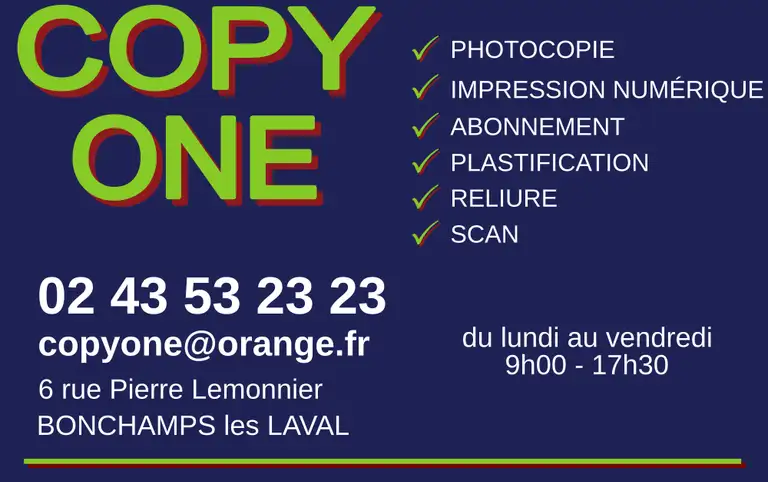 COPY
ONE
PHOTOCOPIE
IMPRESSION NUMÉRIQUE
ABONNEMENT
PLASTIFICATION
RELIURE
SCAN
02 43 53 23 23
copyone@orange.fr
6 rue Pierre Lemonnier
BONCHAMPS les LAVAL
du lundi au vendredi
9h00 - 17h30